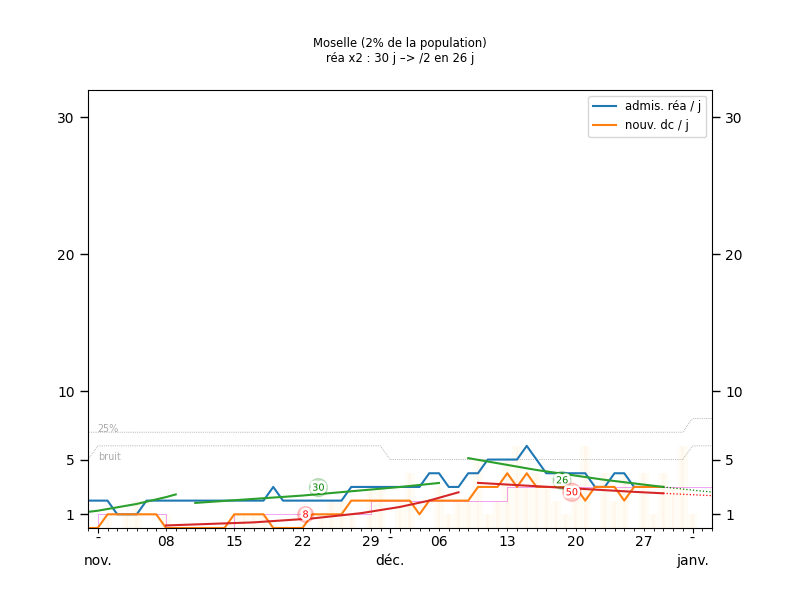 Moselle (2% de la population)
réa x2 : 30 j –> /2 en 26 j
admis. réa / j
nouv. dc / j
30 30
20 20
10 10
5 5
1 1
25%
bruit
30
26
50
8
- 08 15 22 29 - 06 13 20 27 -
nov. déc. janv.